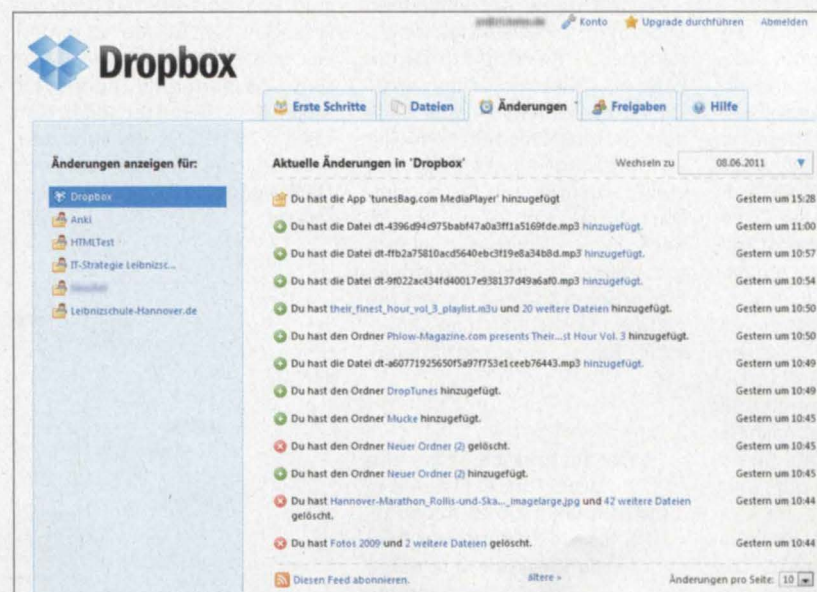 Konto Upgrade durchführen Abmelden
Dropbox
Erste Schritte Dateien Änderungen Freigaben Hilfe
Änderungen anzeigen für:
Dropbox
Anki
HTMLTest
IT-Strategie Leibnizsc...
Leibnizschule-Hannover.de
Aktuelle Änderungen in 'Dropbox' Wechseln zu 08.06.2011
Du hast die App 'tunesBag.com MediaPlayer' hinzugefügt Gestern um 15:28
Du hast die Datei dt-4396d94c975babf47a0a3ff1a5169fde.mp3 hinzugefügt. Gestern um 11:00
Du hast die Datei dt-ffb2a75810acd5640ebc3f19e8a34b8d.mp3 hinzugefügt. Gestern um 10:57
Du hast die Datei dt-9f022ac434fd40017e938137d49a6af0.mp3 hinzugefügt. Gestern um 10:54
Du hast their_finest_hour_vol_3_playlist.m3u und 20 weitere Dateien hinzugefügt. Gestern um 10:50
Du hast den Ordner Phlow-Magazine.com presents Their...st Hour Vol. 3 hinzugefügt. Gestern um 10:50
Du hast die Datei dt-a60771925650f5a97f753e1ceeb76443.mp3 hinzugefügt. Gestern um 10:49
Du hast den Ordner DropTunes hinzugefügt. Gestern um 10:49
Du hast den Ordner Mucke hinzugefügt. Gestern um 10:45
Du hast den Ordner Neuer Ordner (2) gelöscht. Gestern um 10:45
Du hast den Ordner Neuer Ordner (2) hinzugefügt. Gestern um 10:45
Du hast Hannover-Marathon_Rollis-und-Ska..._imagelarge.jpg und 42 weitere Dateien Gestern um 10:44
gelöscht.
Du hast Fotos 2009 und 2 weitere Dateien gelöscht. Gestern um 10:44
Diesen Feed abonnieren. ältere » Änderungen pro Seite: 10